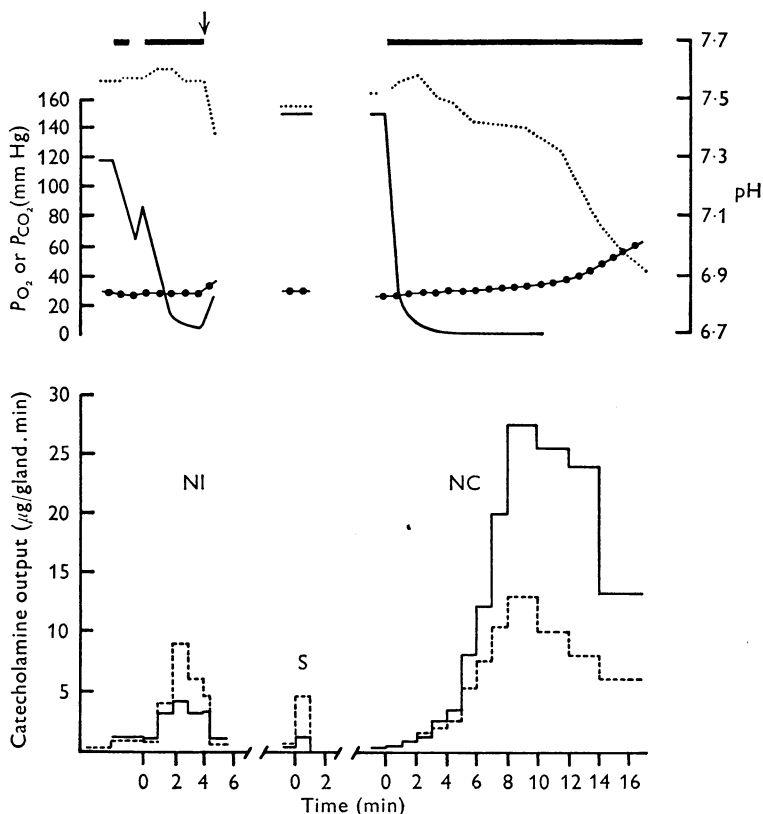 7·7
7·5
7·3
7·1
6·9
6·7
pH
160
140
120
100
80
60
40
20
0
P_O₂ or P_CO₂ (mm Hg)
30
25
20
15
10
5
Catecholamine output (μg/gland.min)
NI
S
NC
0 2 4 6 0 2 0 2 4 6 8 10 12 14 16
Time (min)